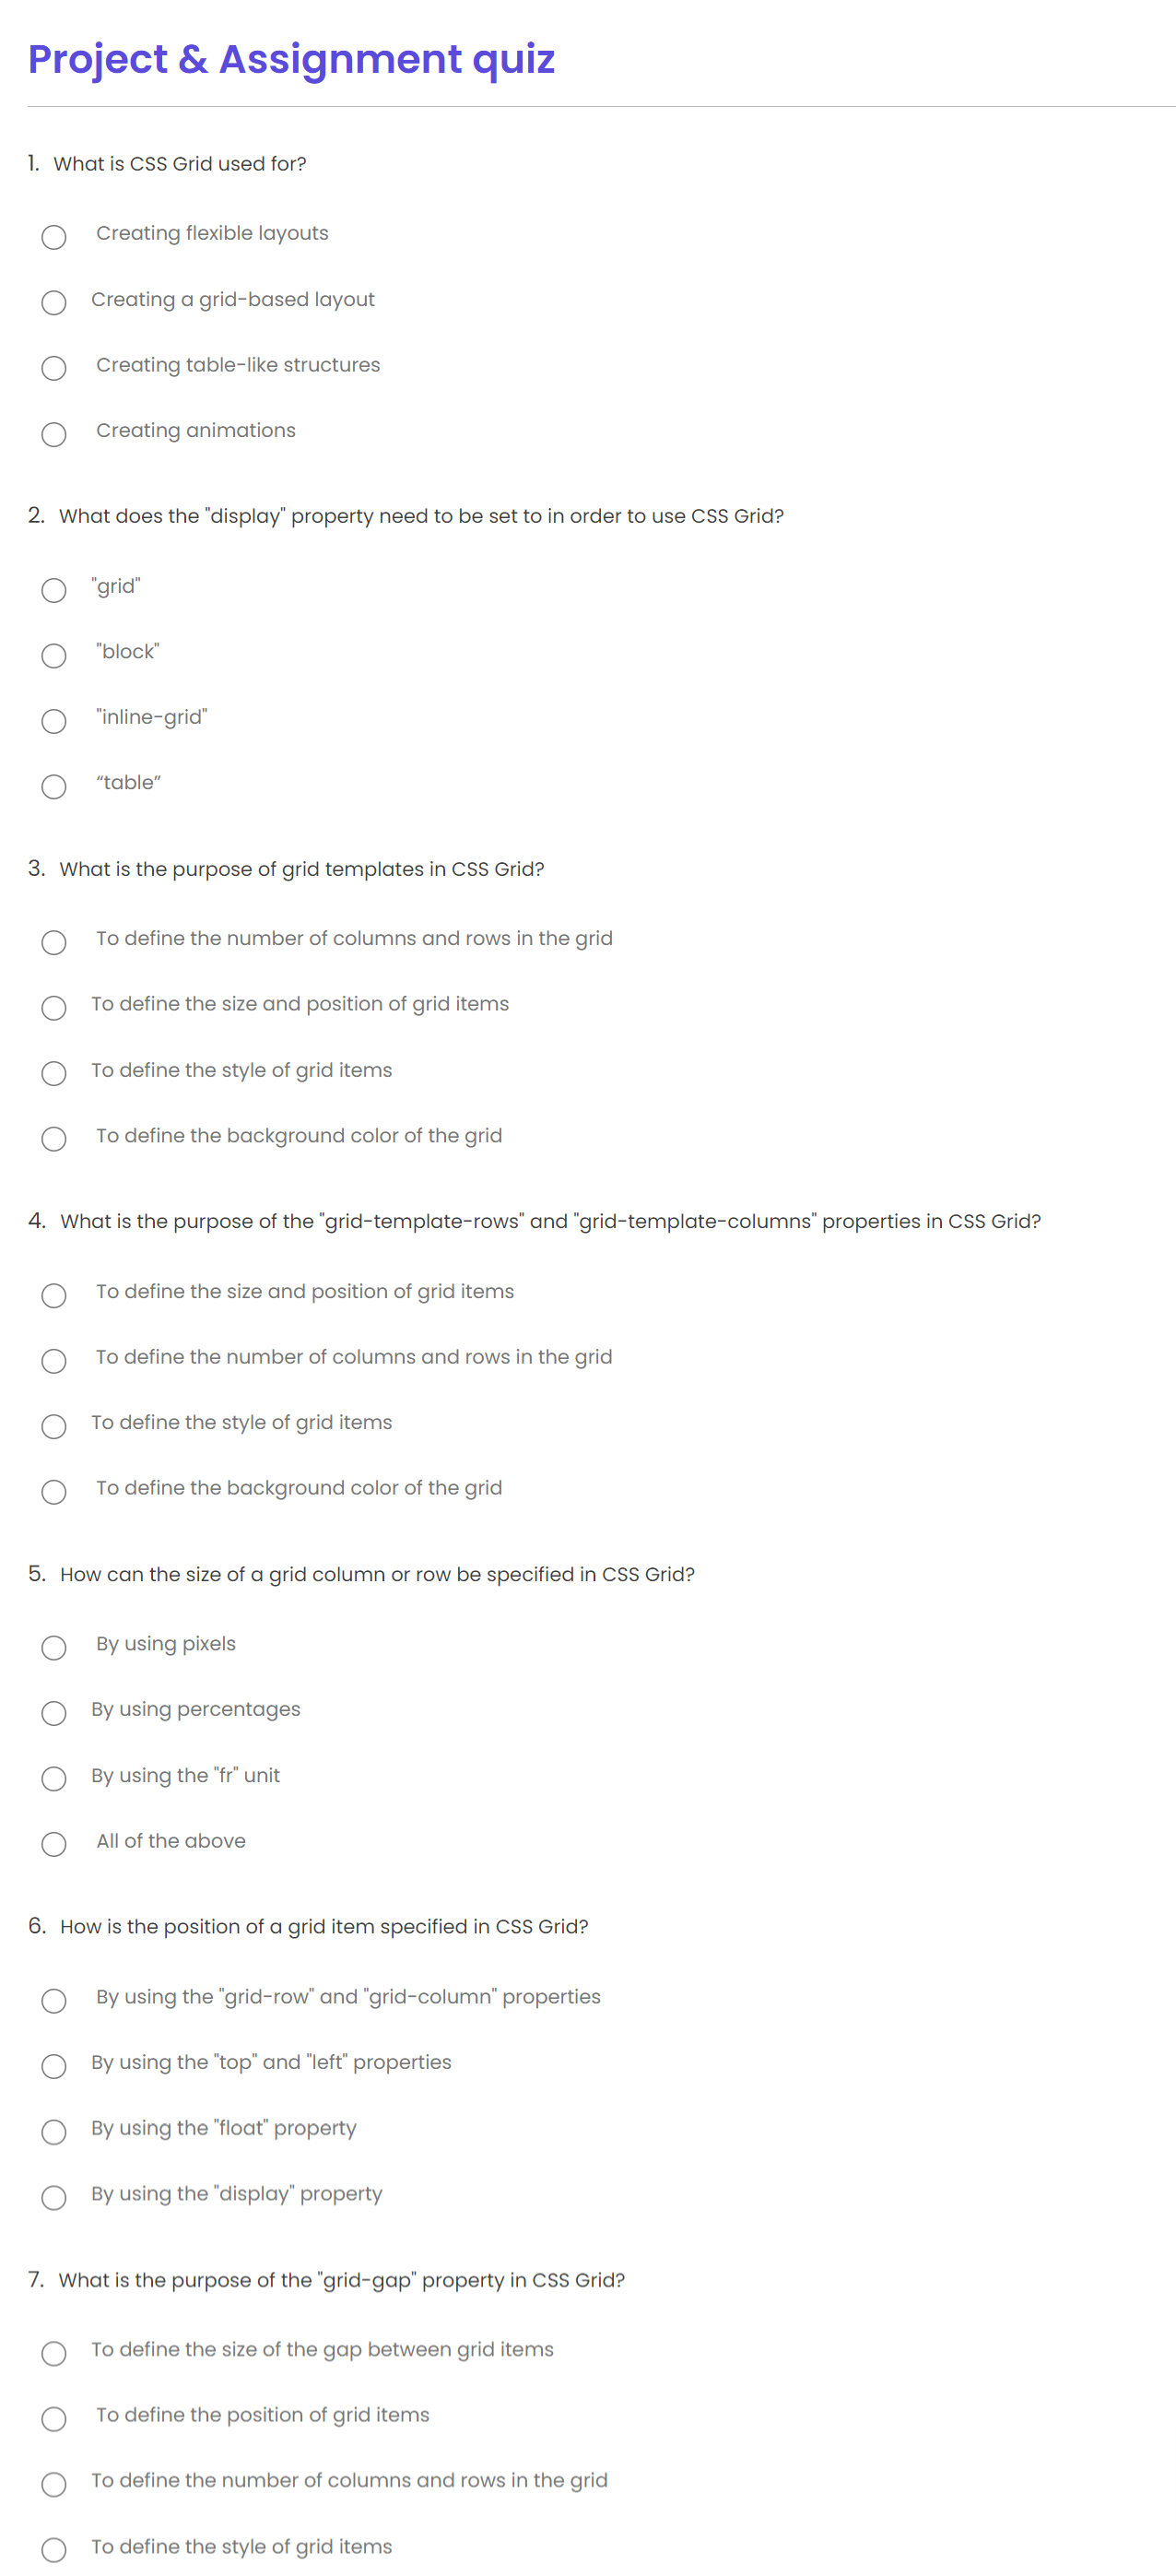 Project & Assignment quiz
1. What is CSS Grid used for?
Creating flexible layouts
Creating a grid-based layout
Creating table-like structures
Creating animations
2. What does the "display" property need to be set to in order to use CSS Grid?
"grid"
"block"
"inline-grid"
“table”
3. What is the purpose of grid templates in CSS Grid?
To define the number of columns and rows in the grid
To define the size and position of grid items
To define the style of grid items
To define the background color of the grid
4. What is the purpose of the "grid-template-rows" and "grid-template-columns" properties in CSS Grid?
To define the size and position of grid items
To define the number of columns and rows in the grid
To define the style of grid items
To define the background color of the grid
5. How can the size of a grid column or row be specified in CSS Grid?
By using pixels
By using percentages
By using the "fr" unit
All of the above
6. How is the position of a grid item specified in CSS Grid?
By using the "grid-row" and "grid-column" properties
By using the "top" and "left" properties
By using the "float" property
By using the "display" property
7. What is the purpose of the "grid-gap" property in CSS Grid?
To define the size of the gap between grid items
To define the position of grid items
To define the number of columns and rows in the grid
To define the style of grid items